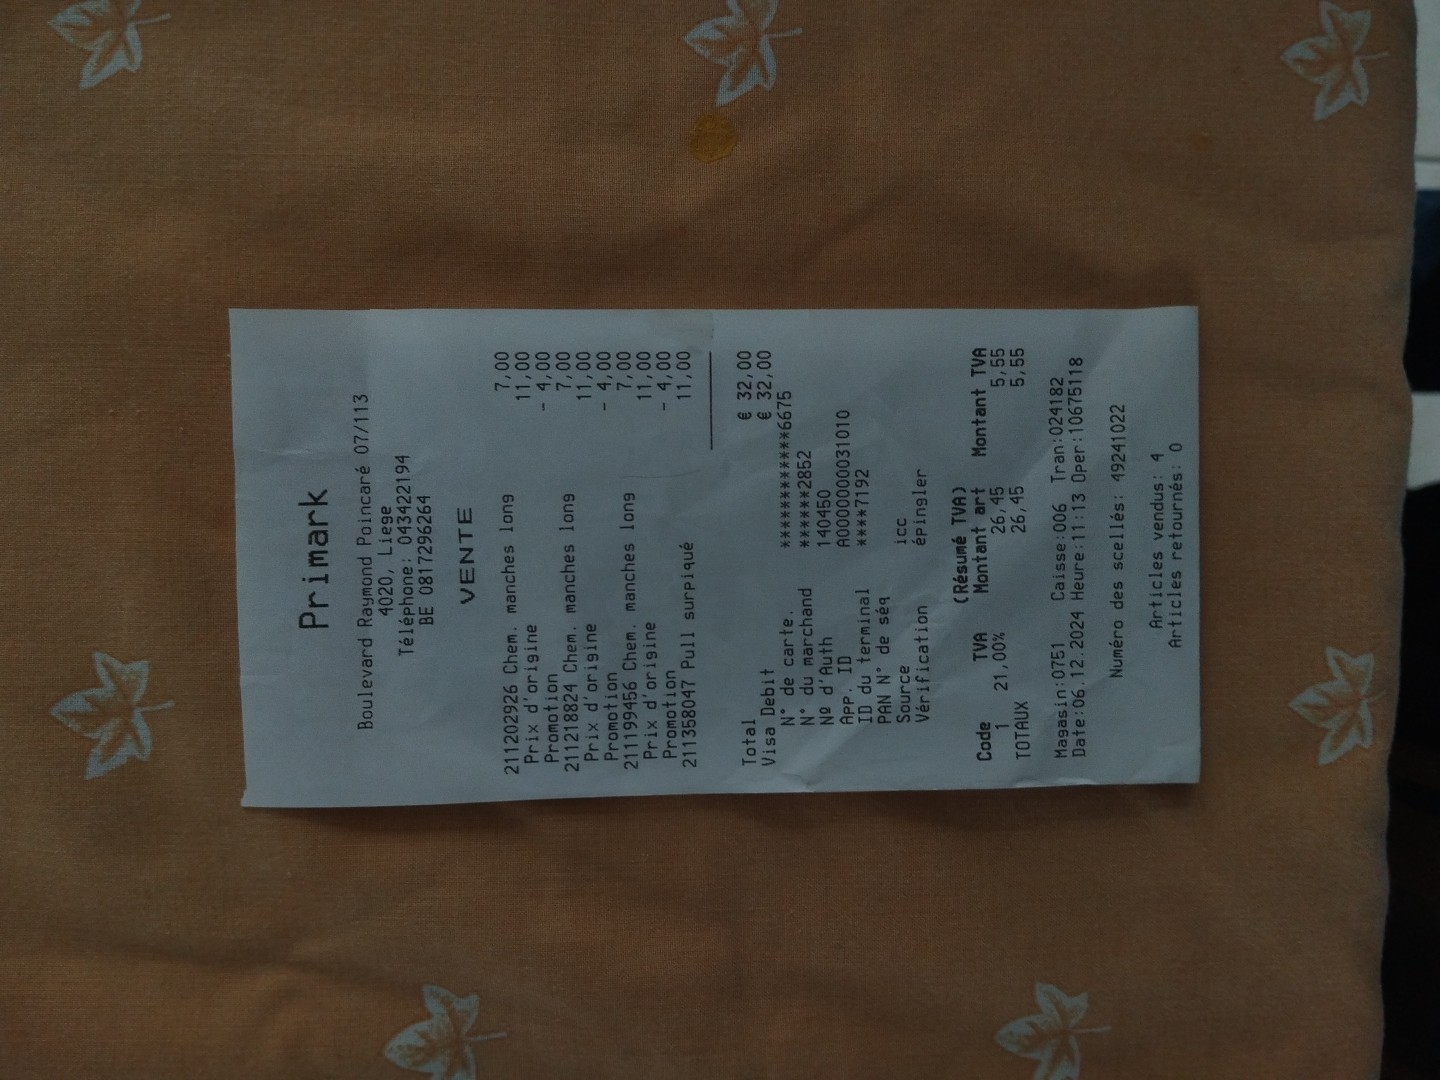 Primark
Boulevard Raymond Poincaré 07/113
4020, Liege
Téléphone: 043422194
BE 0817296264
VENTE
211202926 Chem. manches long 7,00
Prix d'origine 11,00
Promotion - 4,00
211218824 Chem. manches long 7,00
Prix d'origine 11,00
Promotion - 4,00
211199456 Chem. manches long 7,00
Prix d'origine 11,00
Promotion - 4,00
211358047 Pull surpiqué 11,00
Total € 32,00
Visa Debit € 32,00
N° de carte. ************6675
N° du marchand ******2852
Nº d'Auth 140450
App. ID A0000000031010
ID du terminal ****7192
PAN N° de séq
Source icc
Vérification épingler
(Résumé TVA)
Code TVA Montant art Montant TVA
1 21,00% 26,45 5,55
TOTAUX 26,45 5,55
Magasin:0751 Caisse:006 Tran:024182
Date:06.12.2024 Heure:11:13 Oper:10675118
Numéro des scellés: 49241022
Articles vendus: 4
Articles retournés: 0